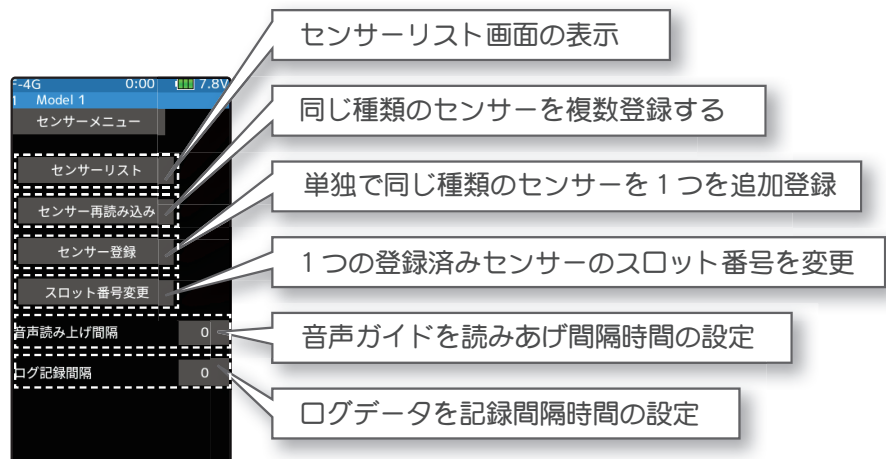 センサーリスト画面の表示
F-4G 0:00 7.8V
1 Model 1
センサーメニュー
同じ種類のセンサーを複数登録する
センサーリスト
単独で同じ種類のセンサーを1つを追加登録
センサー再読み込み
センサー登録
1つの登録済みセンサーのスロット番号を変更
スロット番号変更
音声読み上げ間隔 0
音声ガイドを読みあげ間隔時間の設定
ログ記録間隔 0
ログデータを記録間隔時間の設定